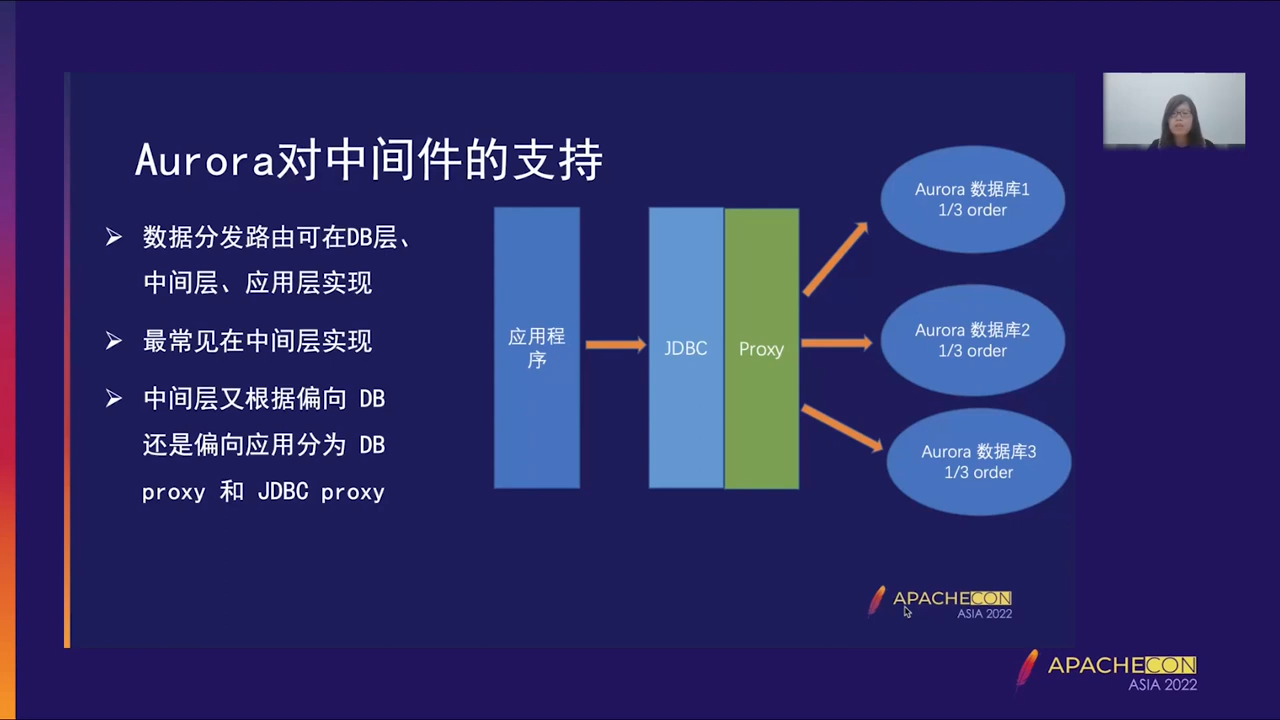 Aurora对中间件的支持
数据分发路由可在DB层、
中间层、应用层实现
最常见在中间层实现
中间层又根据偏向 DB
还是偏向应用分为 DB
proxy 和 JDBC proxy
应用程
序
JDBC
Proxy
Aurora 数据库1
1/3 order
Aurora 数据库2
1/3 order
Aurora 数据库3
1/3 order
APACHECON
ASIA 2022
APACHECON
ASIA 2022